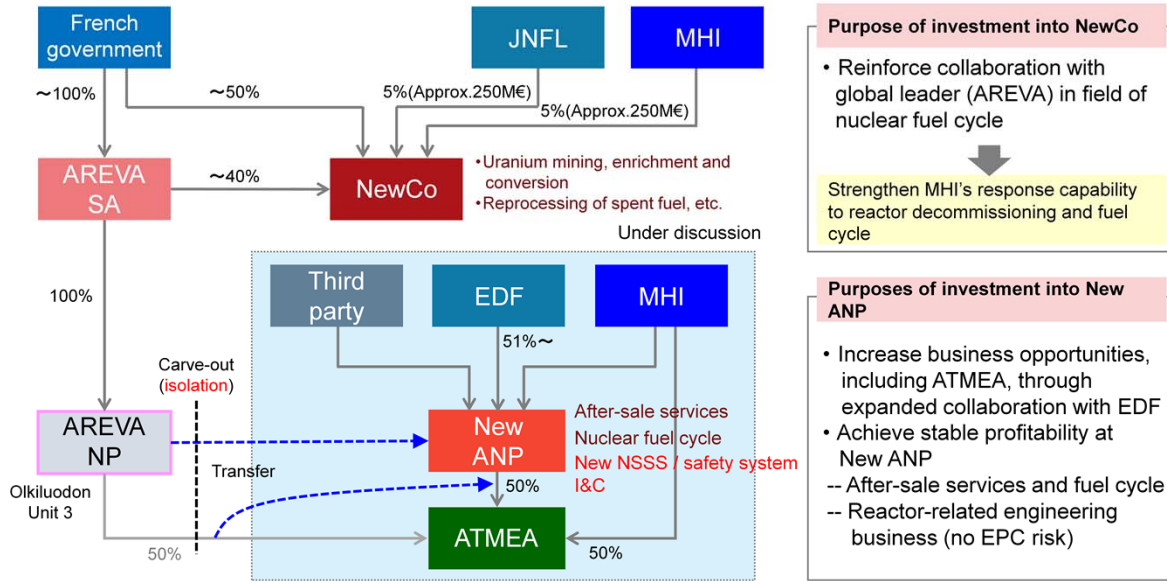 French
government
JNFL
MHI
~100%
~50%
5%(Approx.250M€)
5%(Approx.250M€)
AREVA
SA
~40%
NewCo
•Uranium mining, enrichment and
conversion
•Reprocessing of spent fuel, etc.
Under discussion
100%
Third
party
EDF
MHI
51%~
Carve-out
(isolation)
AREVA
NP
New
ANP
After-sale services
Nuclear fuel cycle
New NSSS / safety system
I&C
Transfer
Olkiluodon
Unit 3
50%
50%
ATMEA
50%
Purpose of investment into NewCo
• Reinforce collaboration with
global leader (AREVA) in field of
nuclear fuel cycle
Strengthen MHI's response capability
to reactor decommissioning and fuel
cycle
Purposes of investment into New
ANP
• Increase business opportunities,
including ATMEA, through
expanded collaboration with EDF
• Achieve stable profitability at
New ANP
-- After-sale services and fuel cycle
-- Reactor-related engineering
business (no EPC risk)